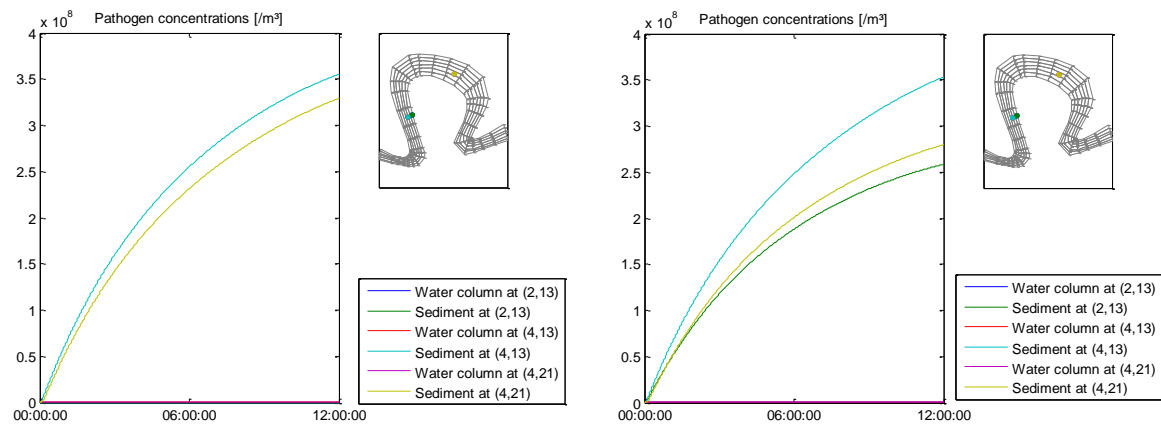 x 10⁸ Pathogen concentrations [/m³]
4
3.5
3
2.5
2
1.5
1
0.5
0
00:00:00 06:00:00 12:00:00
Water column at (2,13)
Sediment at (2,13)
Water column at (4,13)
Sediment at (4,13)
Water column at (4,21)
Sediment at (4,21)
x 10⁸ Pathogen concentrations [/m³]
4
3.5
3
2.5
2
1.5
1
0.5
0
00:00:00 06:00:00 12:00:00
Water column at (2,13)
Sediment at (2,13)
Water column at (4,13)
Sediment at (4,13)
Water column at (4,21)
Sediment at (4,21)